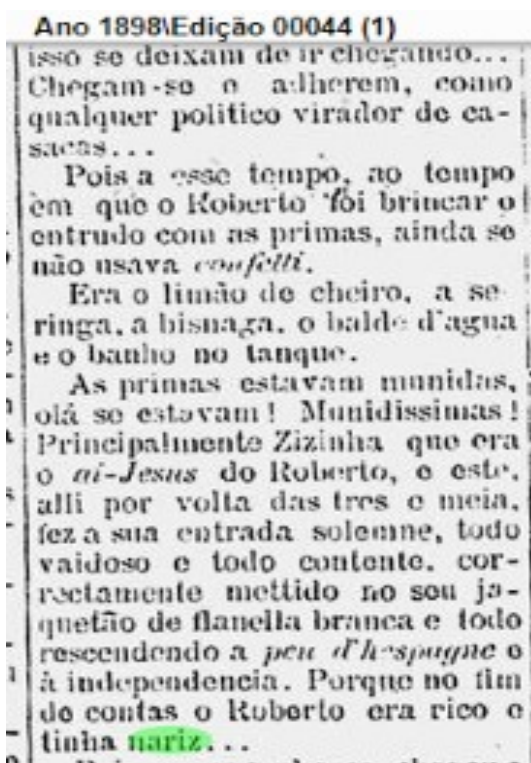 Ano 1898\Edição 00044 (1)
isso se deixam de ir chegando...
Chegam-se e adherem, como
qualquer politico virador de ca-
sacas...
Pois a esse tempo, ao tempo
em que o Roberto foi brincar o
entrudo com as primas, ainda se
não usava confetti.
Era o limão de cheiro, a se
ringa, a bisnaga, o balde d'agua
e o banho no tanque.
As primas estavam munidas,
olá se estavam! Munidissimas!
Principalmente Zizinha que era
o ai-Jesus do Roberto, e este,
alli por volta das tres e meia,
fez a sua entrada solemne, todo
vaidoso e todo contente, cor-
rectamente mettido no seu ja-
quetão de flanella branca e todo
rescendendo a peu d'hespagne e
á independencia. Porque no fim
de contas o Roberto era rico e
tinha nariz...